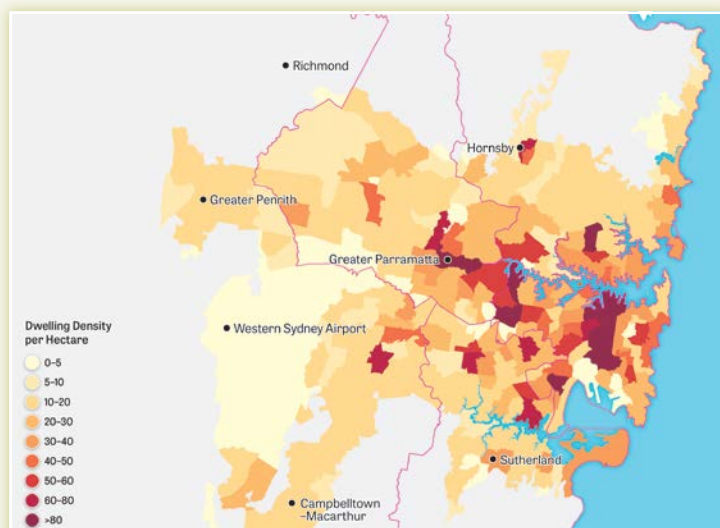 Richmond
Hornsby
Greater Penrith
Greater Parramatta
Western Sydney Airport
Dwelling Density
per Hectare
0–5
5–10
10–20
20–30
30–40
40–50
50–60
60–80
>80
Sutherland
Campbelltown
–Macarthur